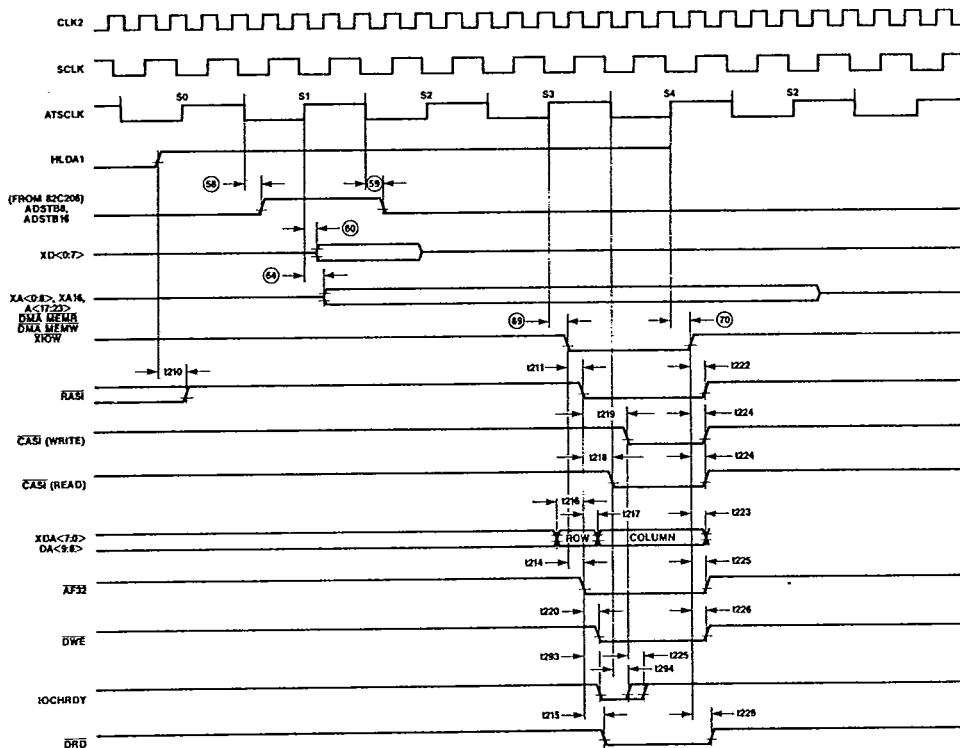 CLK2
SCLK
S0 S1 S2 S3 S4 S2
ATSCLK
HLDA1
58 59
(FROM 82C206)
ADSTB8,
ADSTB16
60
XD<0:7>
64
XA<0:8>, XA16,
A<17:23>
DMA MEMR
DMA MEMW
XIOW
69 70
t210 t211 t222
RASI
t219 t224
CASI (WRITE)
t218 t224
CASI (READ)
t216
t217 t223
XDA<7:0>
DA<9:8>
ROW COLUMN
t214 t225
AF32
t220 t226
DWE
t293 t225
t294
IOCHRDY
t215 t228
DRD